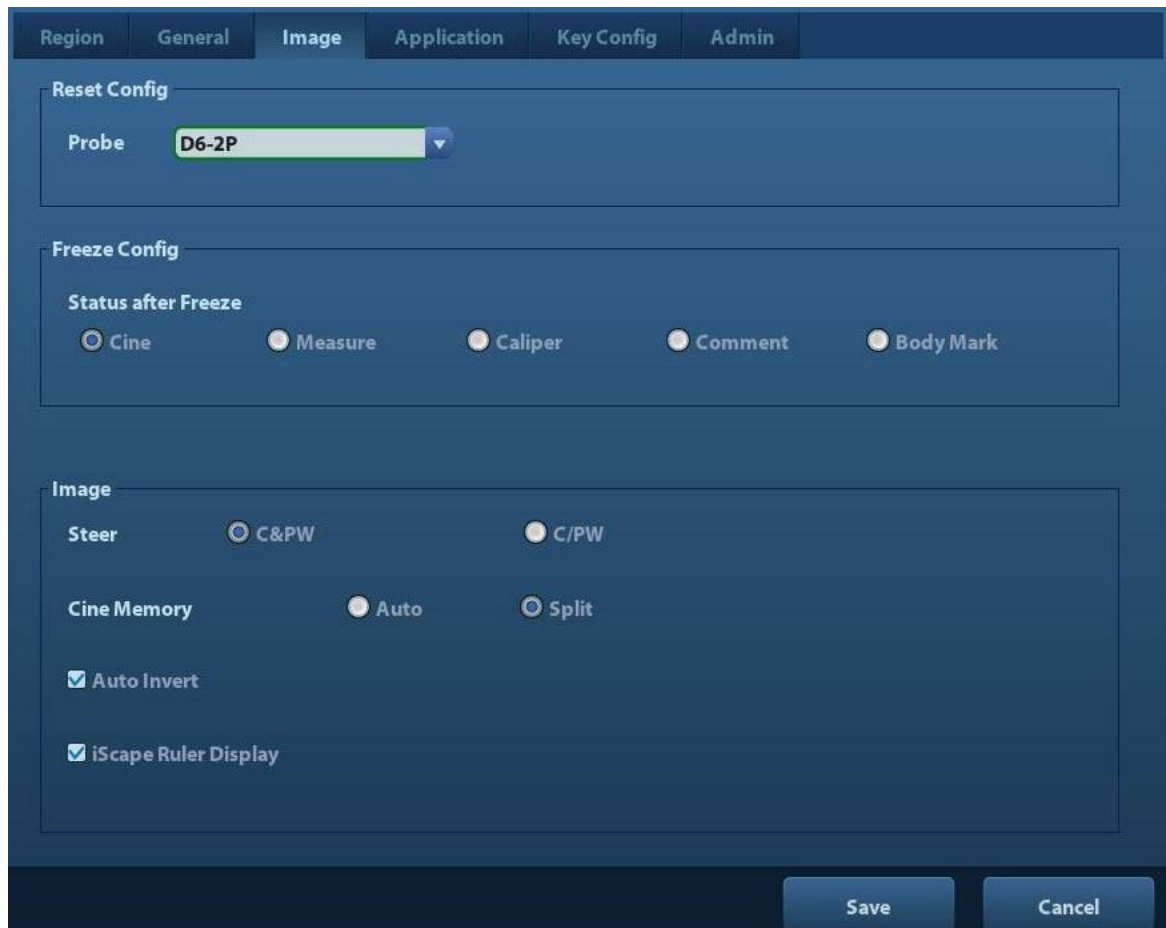 Region General Image Application Key Config Admin
Reset Config
Probe D6-2P
Freeze Config
Status after Freeze
Cine Measure Caliper Comment Body Mark
Image
Steer C&PW C/PW
Cine Memory Auto Split
Auto Invert
iScape Ruler Display
Save Cancel